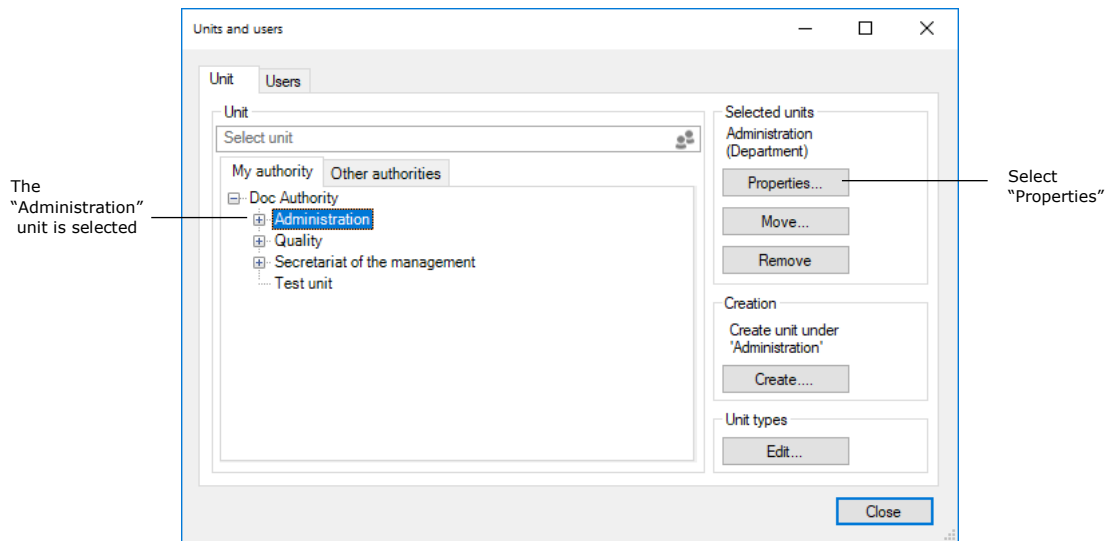 Units and users
Unit
Users
Unit
Select unit
My authority
Other authorities
Doc Authority
Administration
Quality
Secretariat of the management
Test unit
Selected units
Administration
(Department)
Properties...
Move...
Remove
Creation
Create unit under
'Administration'
Create....
Unit types
Edit...
Close
The
“Administration”
unit is selected
Select
“Properties”